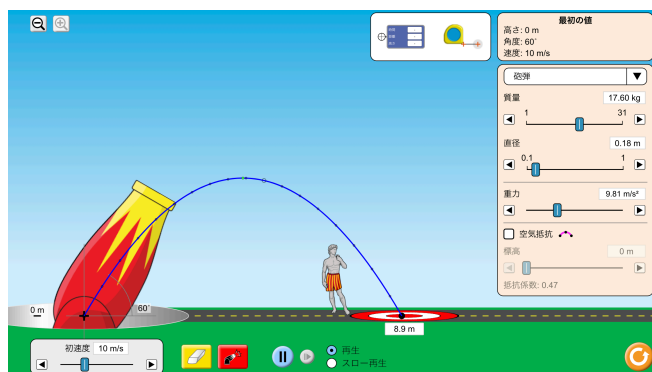 最初の値
高さ: 0 m
角度: 60°
速度: 10 m/s
砲弾
質量
17.60 kg
1
31
直径
0.18 m
0.1
1
重力
9.81 m/s²
空気抵抗
標高
0 m
抵抗係数: 0.47
0 m
60°
8.9 m
初速度
10 m/s
再生
スロー再生